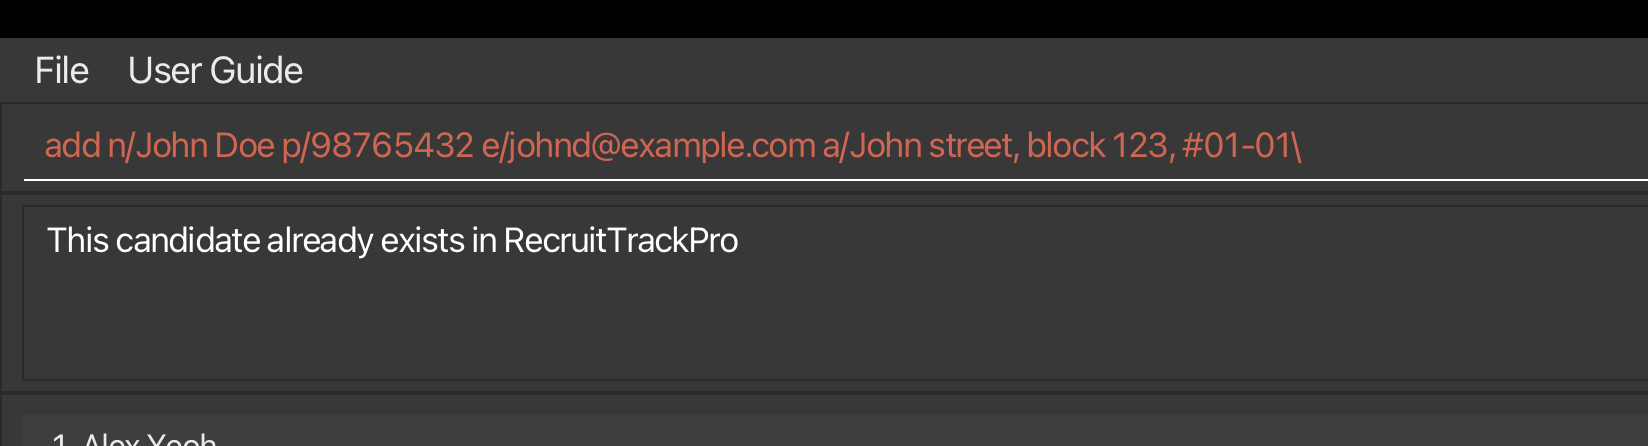 File User Guide
add n/John Doe p/98765432 e/johnd@example.com a/John street, block 123, #01-01\
This candidate already exists in RecruitTrackPro
1. Alex Yeoh